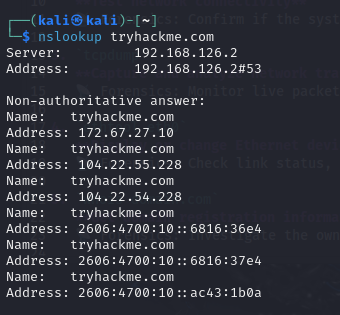 ┌──(kali㉿kali)-[~]
└─$ nslookup tryhackme.com
Server:         192.168.126.2
Address:        192.168.126.2#53

Non-authoritative answer:
Name:   tryhackme.com
Address: 172.67.27.10
Name:   tryhackme.com
Address: 104.22.55.228
Name:   tryhackme.com
Address: 104.22.54.228
Name:   tryhackme.com
Address: 2606:4700:10::6816:36e4
Name:   tryhackme.com
Address: 2606:4700:10::6816:37e4
Name:   tryhackme.com
Address: 2606:4700:10::ac43:1b0a